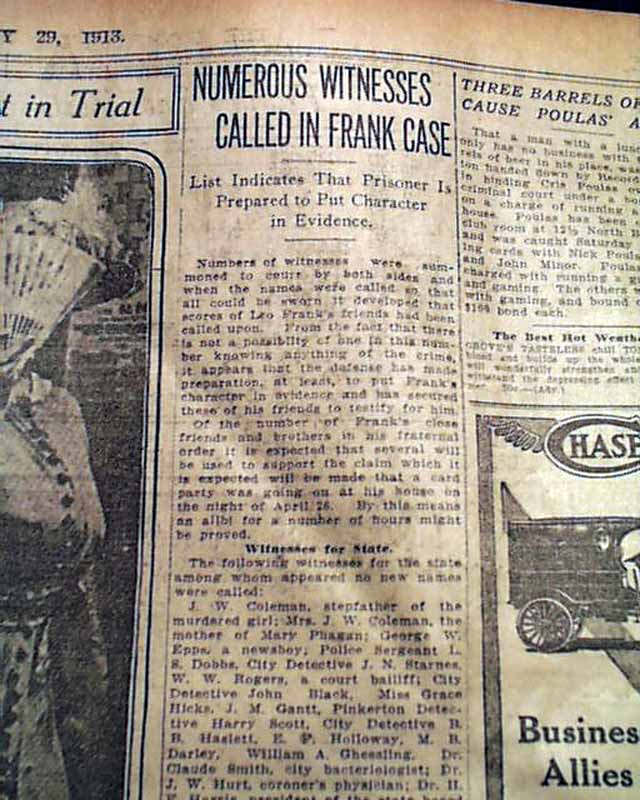 Y 29, 1913.
t in Trial
NUMEROUS WITNESSES
CALLED IN FRANK CASE
List Indicates That Prisoner Is
Prepared to Put Character
in Evidence.
Numbers of witnesses were sum-
moned to court by both sides and
when the names were called so that
all could be sworn it developed that
scores of Leo Frank's friends had been
called upon. From the fact that there
is not a possibility of one in this num-
ber knowing anything of the crime,
it appears that the defense has made
preparation, at least, to put Frank's
character in evidence and has secured
these of his friends to testify for him.
Of the number of Frank's close
friends and brothers in his fraternal
order it is expected that several will
be used to support the claim which it
is expected will be made that a card
party was going on at his house on
the night of April 26. By this means
an alibi for a number of hours might
be proved.
Witnesses for State.
The following witnesses for the state
among whom appeared no new names
were called:
J. W. Coleman, stepfather of the
murdered girl; Mrs. J. W. Coleman, the
mother of Mary Phagan; George W.
Epps, a newsboy; Police Sergeant L.
S. Dobbs, City Detective J. N. Starnes,
W. W. Rogers, a court bailiff; City
Detective John Black, Miss Grace
Hicks, J. M. Gantt, Pinkerton Detec-
tive Harry Scott, City Detective B.
B. Haslett, E. F. Holloway, M. B.
Darley, William A. Gheesling, Dr.
Claude Smith, city bacteriologist; Dr.
J. W. Hurt, coroner's physician; Dr. H.
THREE BARRELS OF
CAUSE POULAS' A
That a man with a lunc
only has no business with
rels of beer in his place, was
ion handed down by Record
in binding Cris Poulas
criminal court under a bo
on a charge of running
house. Poulas has been
club room at 12½ North B
and was caught Saturday
ing cards with Nick Poul
and John Minor. Poulas
charged with running a
and gaming. The others
with gaming, and bound
bond each.
The Best Hot Weath
HASE
Busines
Allies